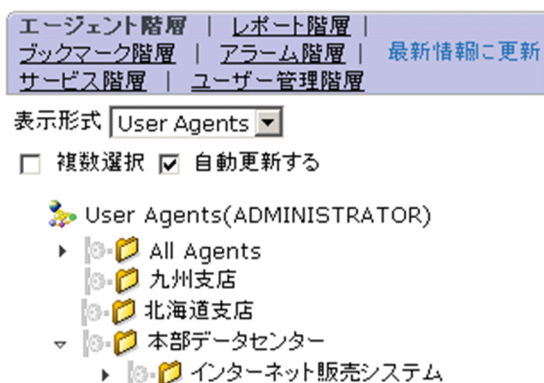 エージェント階層 | レポート階層 |
ブックマーク階層 | アラーム階層 | 最新情報に更新
サービス階層 | ユーザー管理階層
表示形式 User Agents
複数選択 自動更新する
User Agents(ADMINISTRATOR)
All Agents
九州支店
北海道支店
本部データセンター
インターネット販売システム